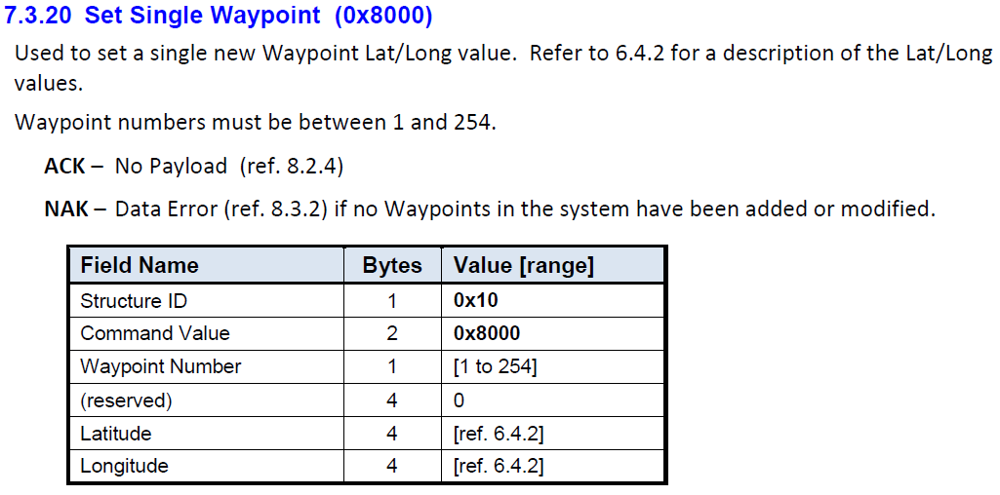 7.3.20 Set Single Waypoint (0x8000)
Used to set a single new Waypoint Lat/Long value. Refer to 6.4.2 for a description of the Lat/Long
values.
Waypoint numbers must be between 1 and 254.
ACK – No Payload (ref. 8.2.4)
NAK – Data Error (ref. 8.3.2) if no Waypoints in the system have been added or modified.
Field Name Bytes Value [range]
Structure ID 1 0x10
Command Value 2 0x8000
Waypoint Number 1 [1 to 254]
(reserved) 4 0
Latitude 4 [ref. 6.4.2]
Longitude 4 [ref. 6.4.2]